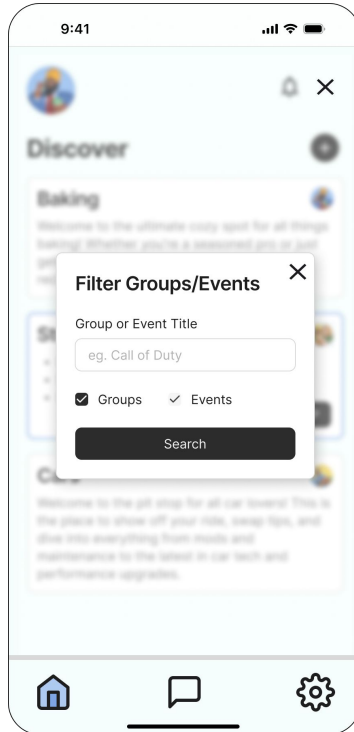 9:41
Discover
Baking
Welcome to the ultimate cozy spot for all things
baking! Whether you're a seasoned pro or just
Filter Groups/Events
Group or Event Title
eg. Call of Duty
Groups
Events
Search
Cars
Welcome to the pit stop for all car lovers! This is
the place to show off your ride, swap tips, and
dive into everything from mods and
maintenance to the latest in car tech and
performance upgrades.